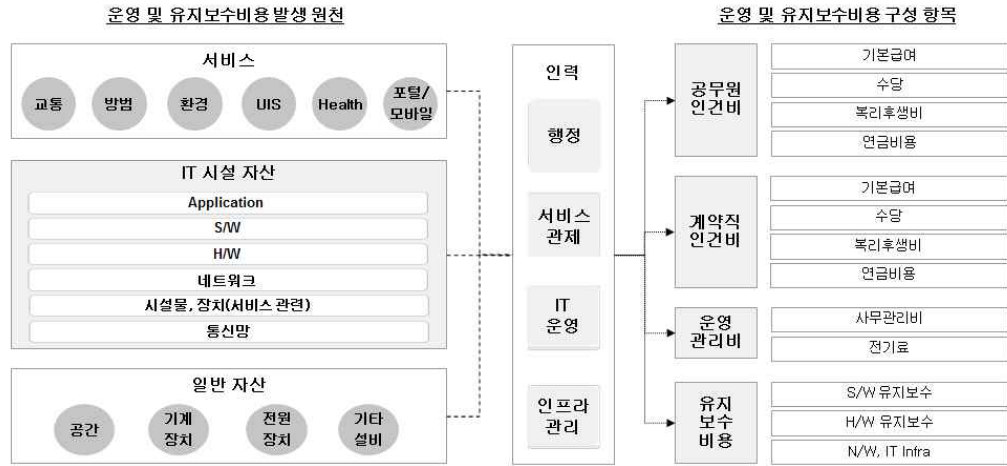 운영 및 유지보수비용 발생 원천
서비스
교통
방범
환경
UIS
Health
포털/
모바일
IT 시설 자산
Application
S/W
H/W
네트워크
시설물, 장치(서비스 관련)
통신망
일반 자산
공간
기계
장치
전원
장치
기타
설비
인력
행정
서비스
관제
IT
운영
인프라
관리
운영 및 유지보수비용 구성 항목
공무원
인건비
기본급여
수당
복리후생비
연금비용
계약직
인건비
기본급여
수당
복리후생비
연금비용
운영
관리비
사무관리비
전기료
유지
보수
비용
S/W 유지보수
H/W 유지보수
N/W, IT Infra